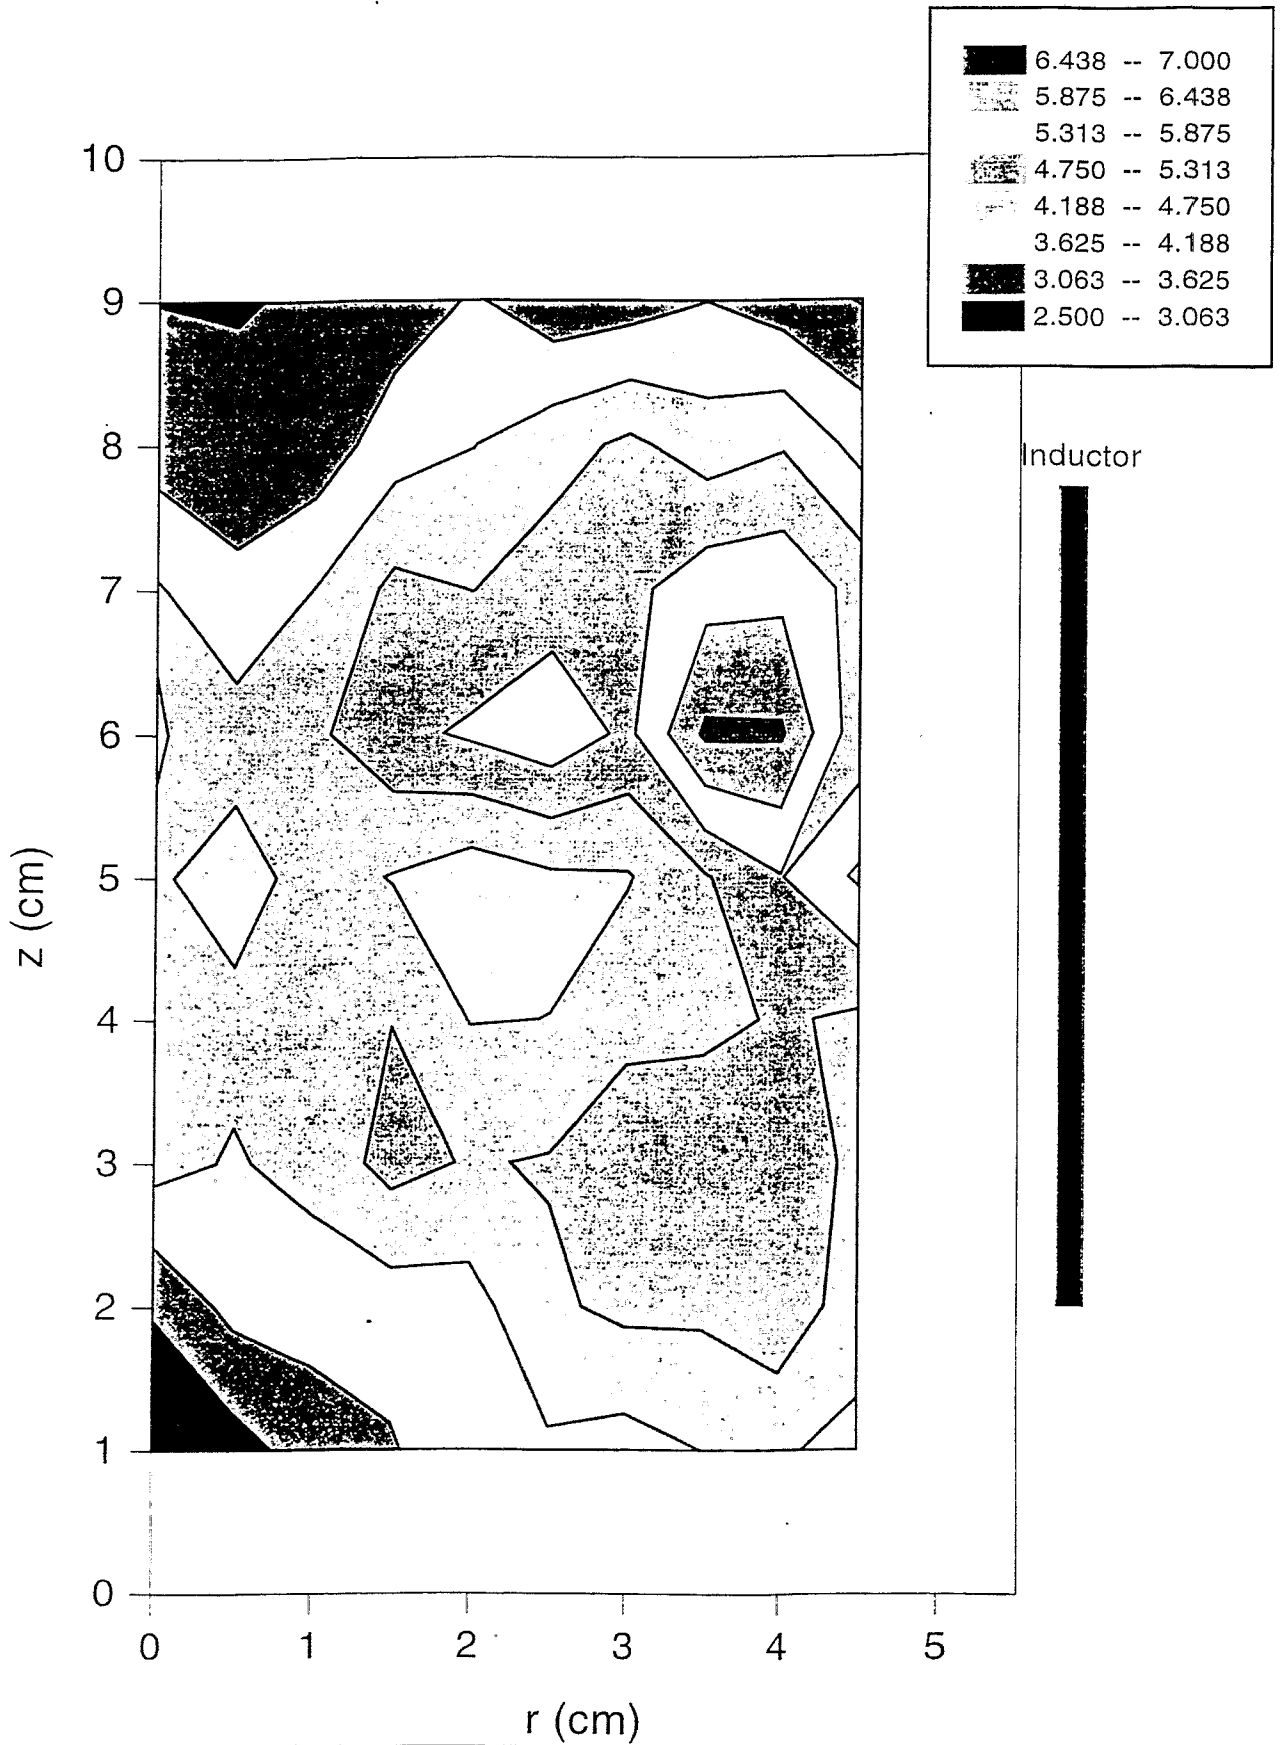 6.438 -- 7.000
5.875 -- 6.438
5.313 -- 5.875
4.750 -- 5.313
4.188 -- 4.750
3.625 -- 4.188
3.063 -- 3.625
2.500 -- 3.063
10
9
8
7
6
5
4
3
2
1
0
z (cm)
Inductor
0 1 2 3 4 5
r (cm)